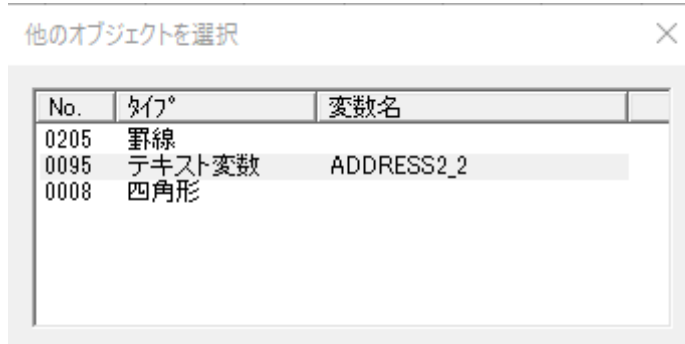 他のオブジェクトを選択
No. ﾀｲﾌﾟ 変数名
0205 罫線
0095 テキスト変数 ADDRESS2_2
0008 四角形